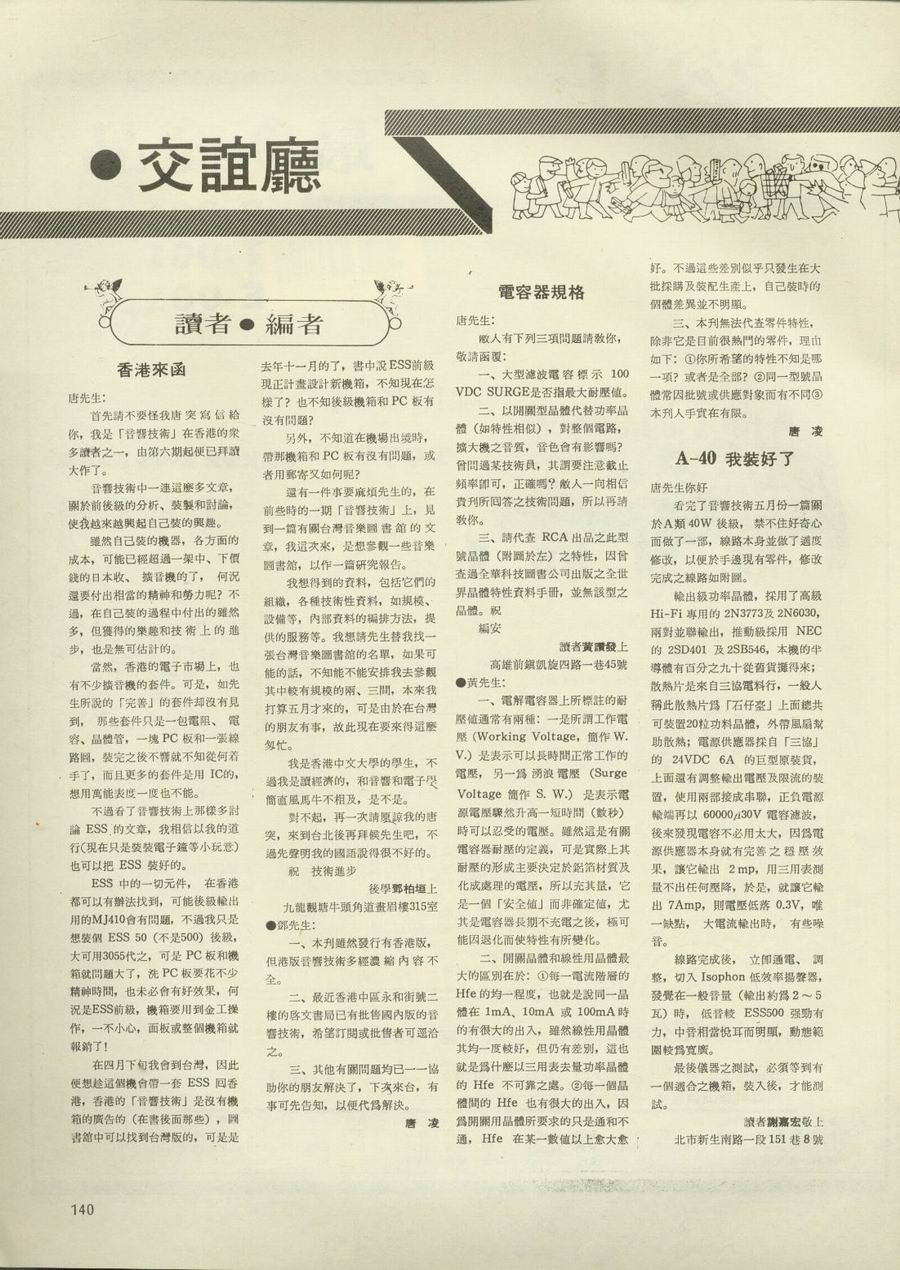 ●交誼廳
讀者●編者
香港來函
唐先生：
首先請不要怪我唐突寫信給
你，我是「音響技術」在香港的衆
多讀者之一，由第六期起便已拜讀
大作了。
音響技術中一連這麽多文章，
關於前後級的分析、裝製和討論，
使我越來越興起自己裝的興趣。
雖然自己裝的機器，各方面的
成本，可能已經超過一架中、下價
錢的日本收、擴音機的了，何況
還要付出相當的精神和勞力呢？不
過，在自己裝的過程中付出的雖然
多，但獲得的樂趣和技術上的進
步，也是無可估計的。
當然，香港的電子市場上，也
有不少擴音機的套件。可是，如先
生所說的「完善」的套件却沒有見
到，那些套件只是一包電阻、電
容、晶體管，一塊 PC 板和一張線
路圖，裝完之後不響就不知從何着
手了，而且更多的套件是用 IC的，
想用萬能表度一度也不能。
不過看了音響技術上那樣多討
論 ESS 的文章，我相信以我的道
行(現在只是裝裝電子鐘等小玩意)
也可以把 ESS 裝好的。
ESS 中的一切元件，在香港
都可以有辦法找到，可能後級輸出
用的MJ410會有問題，不過我只是
想裝個 ESS 50 (不是500) 後級，
大可用3055代之，可是 PC 板和機
箱就問題大了，洗 PC 板要花不少
精神時間，也未必會有好效果，何
況是ESS前級，機箱要用到金工操
作，一不小心，面板或整個機箱就
報銷了！
在四月下旬我會到台灣，因此
便想趁這個機會帶一套 ESS 囘香
港，香港的「音響技術」是沒有機
箱的廣告的（在書後面那些），圖
書館中可以找到台灣版的，可是是
去年十一月的了，書中說ESS前級
現正計畫設計新機箱，不知現在怎
樣了？也不知後級機箱和 PC 板有
沒有問題？
另外，不知道在機場出境時，
帶那機箱和 PC 板有沒有問題，或
者用郵寄又如何呢？
還有一件事要麻煩先生的，在
前些時的一期「音響技術」上，見
到一篇有關台灣音樂圖書館的文
章，我這次來，是想參觀一些音樂
圖書館，以作一篇研究報告。
我想得到的資料，包括它們的
組織，各種技術性資料，如規模、
設備等，內部資料的編排方法，提
供的服務等。我想請先生替我找一
張台灣音樂圖書館的名單，如果可
能的話，不知能不能安排我去參觀
其中較有規模的兩、三間，本來我
打算五月才來的，可是由於在台灣
的朋友有事，故此現在要來得這麽
匆忙。
我是香港中文大學的學生，不
過我是讀經濟的，和音響和電子學
簡直風馬牛不相及，是不是。
對不起，再一次請原諒我的唐
突，來到台北後再拜候先生吧，不
過先聲明我的國語說得很不好的。
祝　技術進步
後學鄧柏垣上
九龍觀塘牛頭角道畫眉樓315室
●鄧先生：
一、本刊雖然發行有香港版，
但港版音響技術多經濃縮內容不
全。
二、最近香港中區永和街號二
樓的啓文書局已有批售國內版的音
響技術，希望訂閱或批售者可逕洽
之。
三、其他有關問題均已一一協
助你的朋友解決了，下次來台，有
事可先告知，以便代爲解決。
唐　凌
電容器規格
唐先生：
敝人有下列三項問題請敎你，
敬請函覆：
一、大型濾波電容標示 100
VDC SURGE是否指最大耐壓値。
二、以開關型晶體代替功率品
體（如特性相似），對整個電路，
擴大機之音質，音色會有影響嗎？
曾問過某技術員，其謂要注意截止
頻率卽可，正確嗎？敝人一向相信
貴刋所囘答之技術問題，所以再請
敎你。
三、請代查 RCA 出品之此型
號晶體（附圖於左）之特性，因曾
查過全華科技圖書公司出版之全世
界晶體特性資料手冊，並無該型之
品體。祝
編安
讀者黃讚發上
高雄前鎭凱旋四路一巷45號
●黃先生：
一、電解電容器上所標註的耐
壓値通常有兩種：一是所謂工作電
壓（Working Voltage, 簡作 W.
V.）是表示可以長時間正常工作的
電壓，另一爲 湧浪電壓（Surge
Voltage 簡作 S. W.）是表示電
源電壓驟然升高一短時間（數秒）
時可以忍受的電壓。雖然這是有關
電容器耐壓的定義，可是實際上其
耐壓的形成主要決定於鋁箔材質及
化成處理的電壓，所以充其量，它
是一個「安全値」而非確定値，尤
其是電容器長期不充電之後，極可
能因退化而使特性有所變化。
二、開關晶體和線性用品體最
大的區別在於：①每一電流階層的
Hfe 的均一程度，也就是說同一品
體在 1mA、10mA 或 100mA 時
的有很大的出入，雖然線性用晶體
其均一度較好，但仍有差別，這也
就是爲什麽以三用表去量功率晶體
的 Hfe 不可靠之處。②每一個品
體間的 Hfe 也有很大的出入，因
爲開關用品體所要求的只是通和不
通，Hfe 在某一數値以上愈大愈
好。不過這些差別似乎只發生在大
批採購及裝配生產上，自己裝時的
個體差異並不明顯。
三、本刊無法代查零件特性，
除非它是目前很熱門的零件，理由
如下：①你所希望的特性不知是哪
一項？或者是全部？②同一型號品
體常因批號或供應對象而有不同③
本刋人手實在有限。
唐　凌
A-40 我裝好了
唐先生你好
看完了音響技術五月份一篇關
於A類 40W 後級，禁不住好奇心
而做了一部，線路本身並做了適度
修改，以便於手邊現有零件，修改
完成之線路如附圖。
輸出級功率品體，採用了高級
Hi-Fi 專用的 2N3773及 2N6030，
兩對並聯輸出，推動級採用 NEC
的 2SD401 及 2SB546，本機的半
導體有百分之九十從舊貨攤得來；
散熱片是來自三協電料行，一般人
稱此散熱片爲「石仔臺」上面總共
可裝置20粒功料品體，外帶風扇幫
助散熱；電源供應器採自「三協」
的 24VDC 6A 的巨型原裝貨，
上面還有調整輸出電壓及限流的裝
置，使用兩部接成串聯，正負電源
輸端再以 60000μ30V 電容濾波，
後來發現電容不必用太大，因爲電
源供應器本身就有完善之穩壓效
果，讓它輸出 2 mp，用三用表測
量不出任何壓降，於是，就讓它輸
出 7Amp，則電壓低落 0.3V，唯
一缺點，大電流輸出時，有些噪
音。
線路完成後，立卽通電、調
整，切入 Isophon 低效率揚聲器，
發覺在一般音量（輸出約爲 2～5
瓦）時，低音較 ESS500 强勁有
力，中音相當悅耳而明顯，動態範
圍較爲寬廣。
最後儀器之測試，必須等到有
一個適合之機箱，裝入後，才能測
試。
讀者謝嘉宏敬上
北市新生南路一段 151 巷 8 號
140